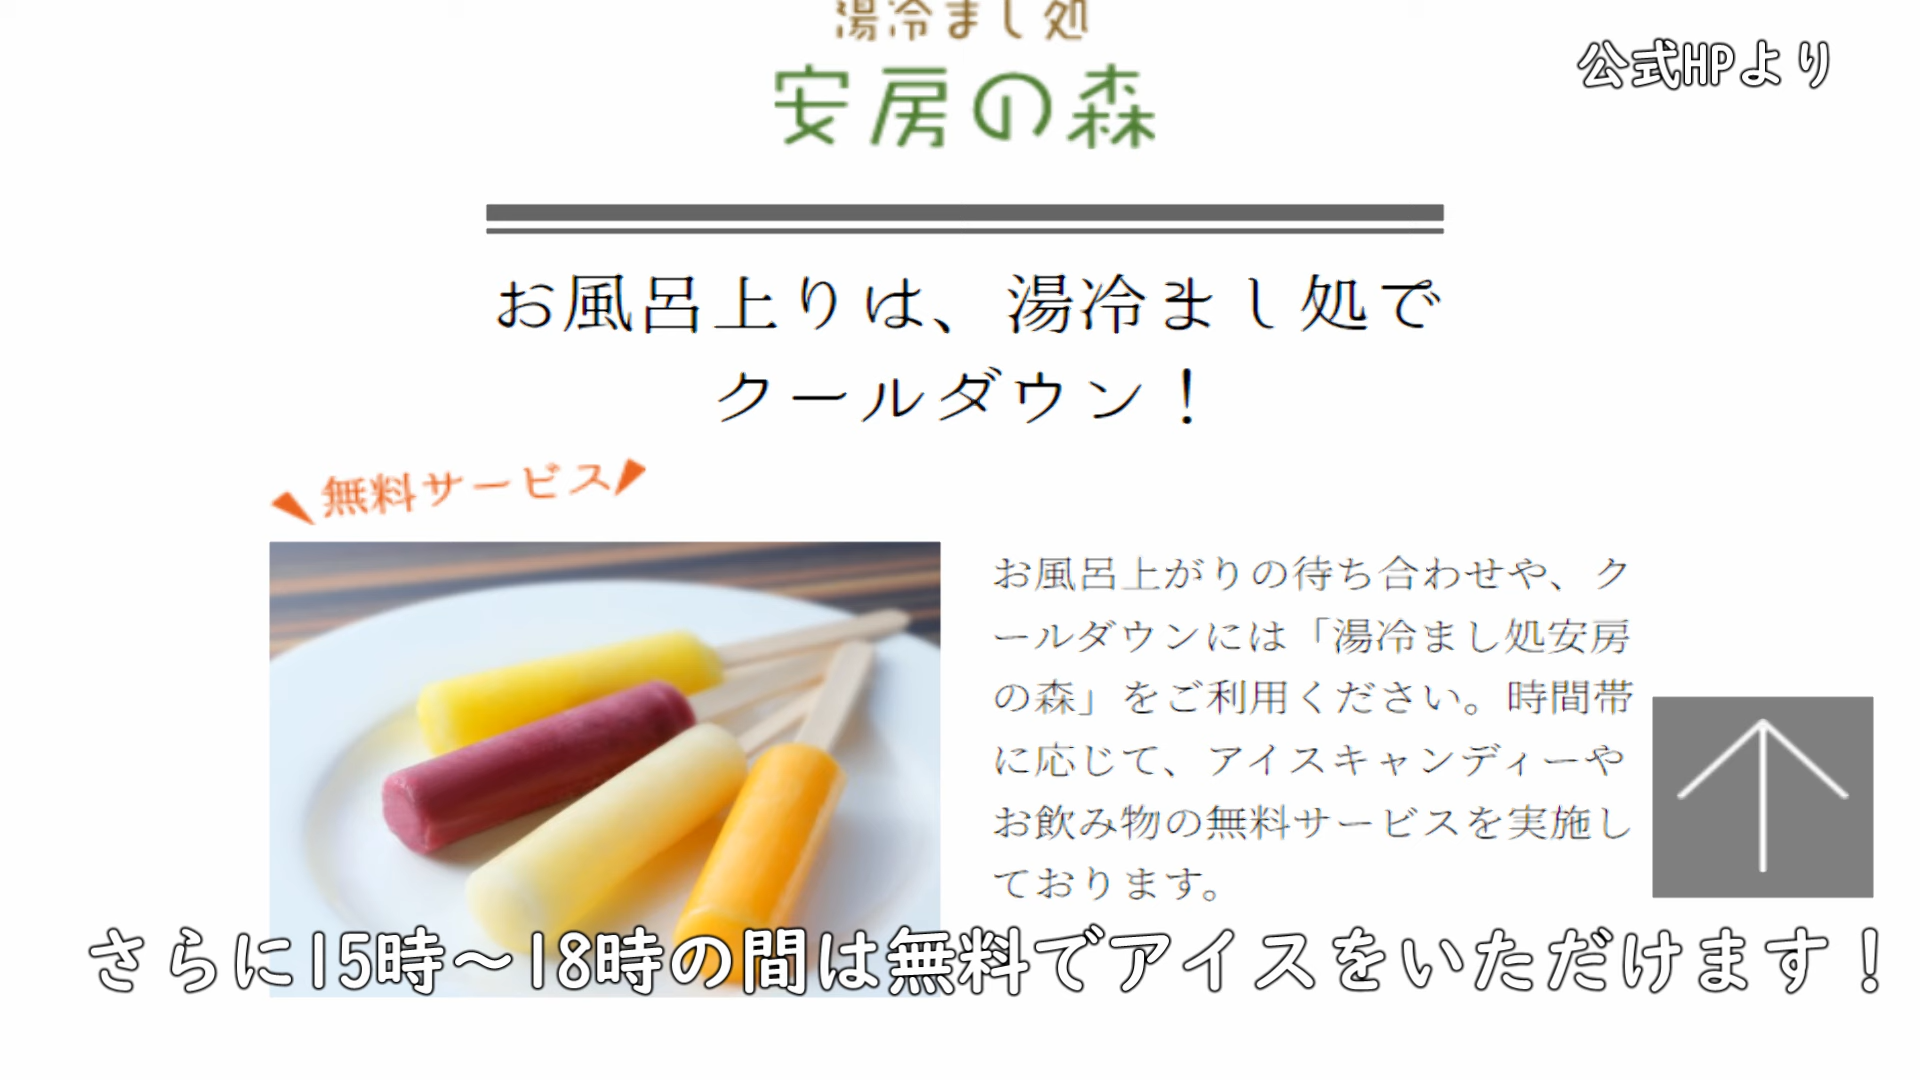 湯冷まし処
公式HPより
安房の森
お風呂上りは、湯冷まし処で
クールダウン！
無料サービス
お風呂上がりの待ち合わせや、ク
ールダウンには「湯冷まし処安房
の森」をご利用ください。時間帯
に応じて、アイスキャンディーや
お飲み物の無料サービスを実施し
ております。
さらに15時～18時の間は無料でアイスをいただけます！